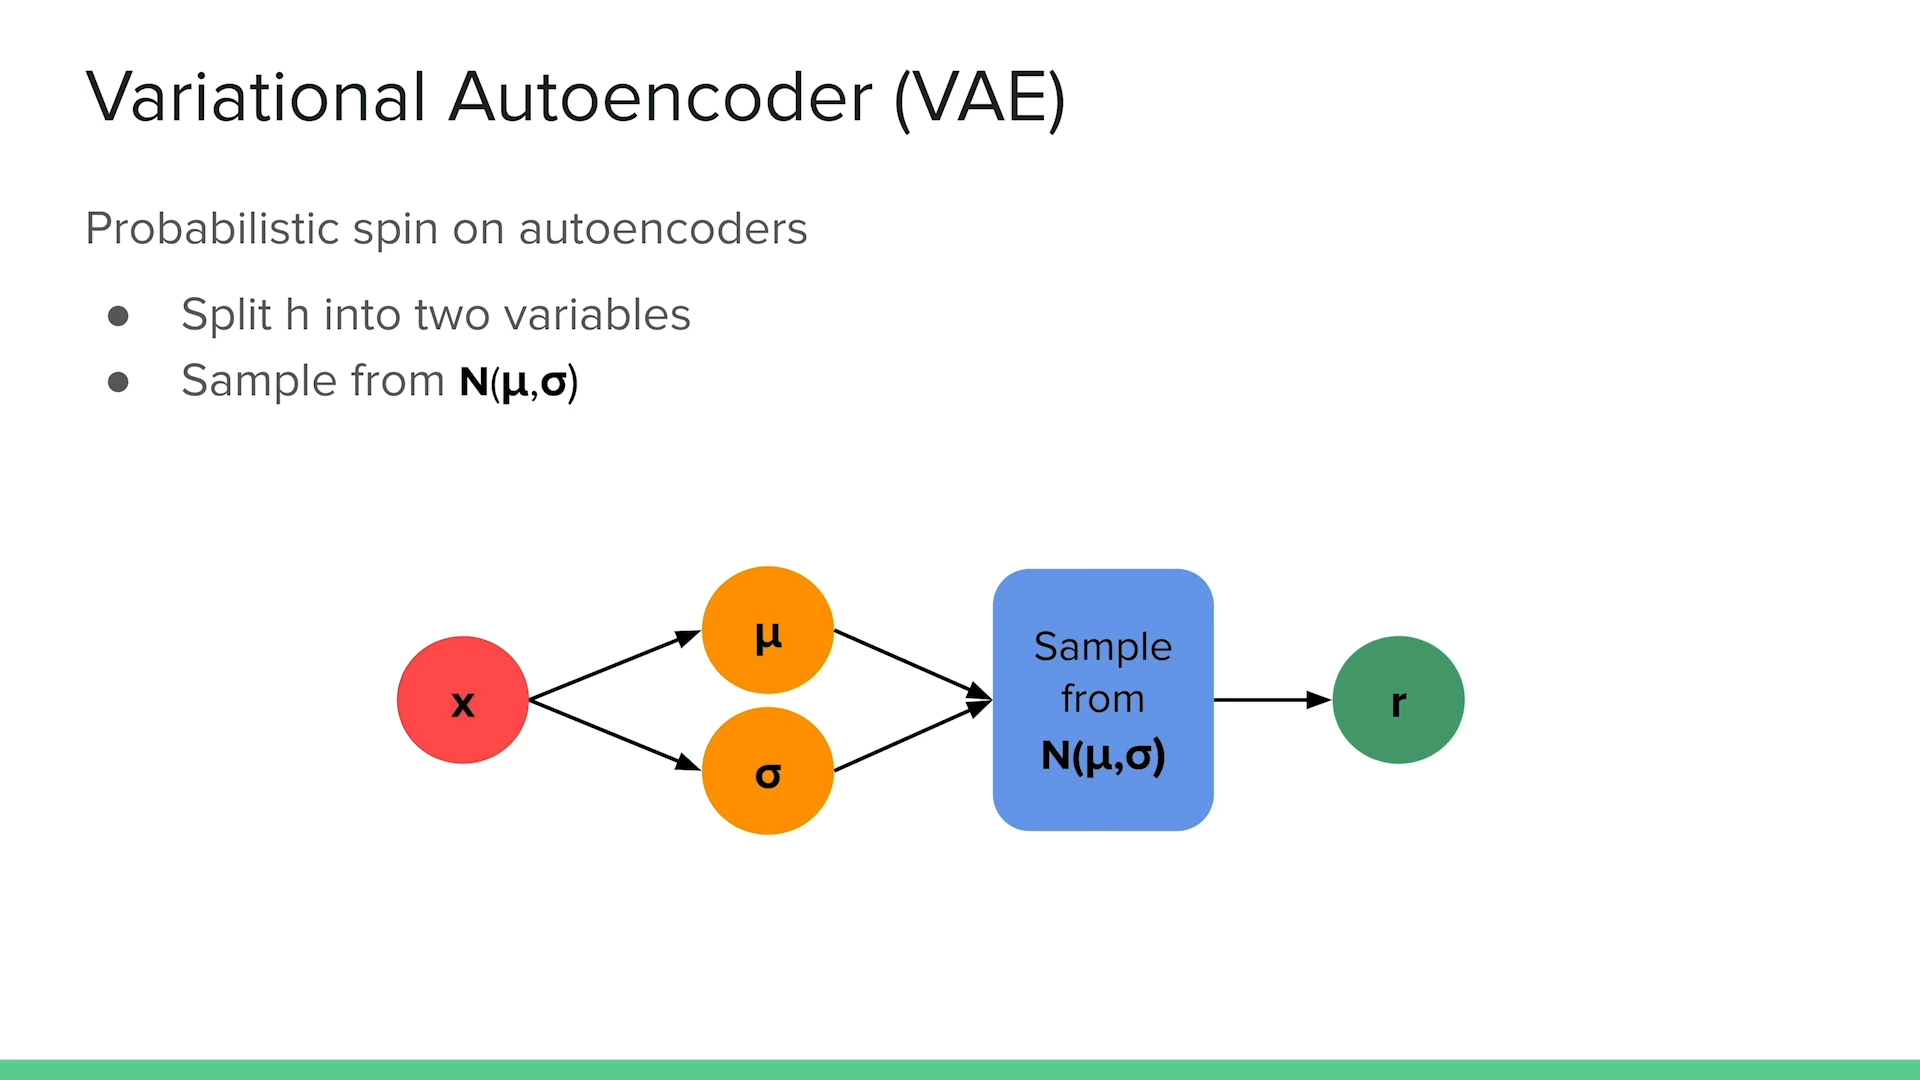 Variational Autoencoder (VAE)
Probabilistic spin on autoencoders
● Split h into two variables
● Sample from N(μ,σ)
x
μ
σ
Sample
from
N(μ,σ)
r